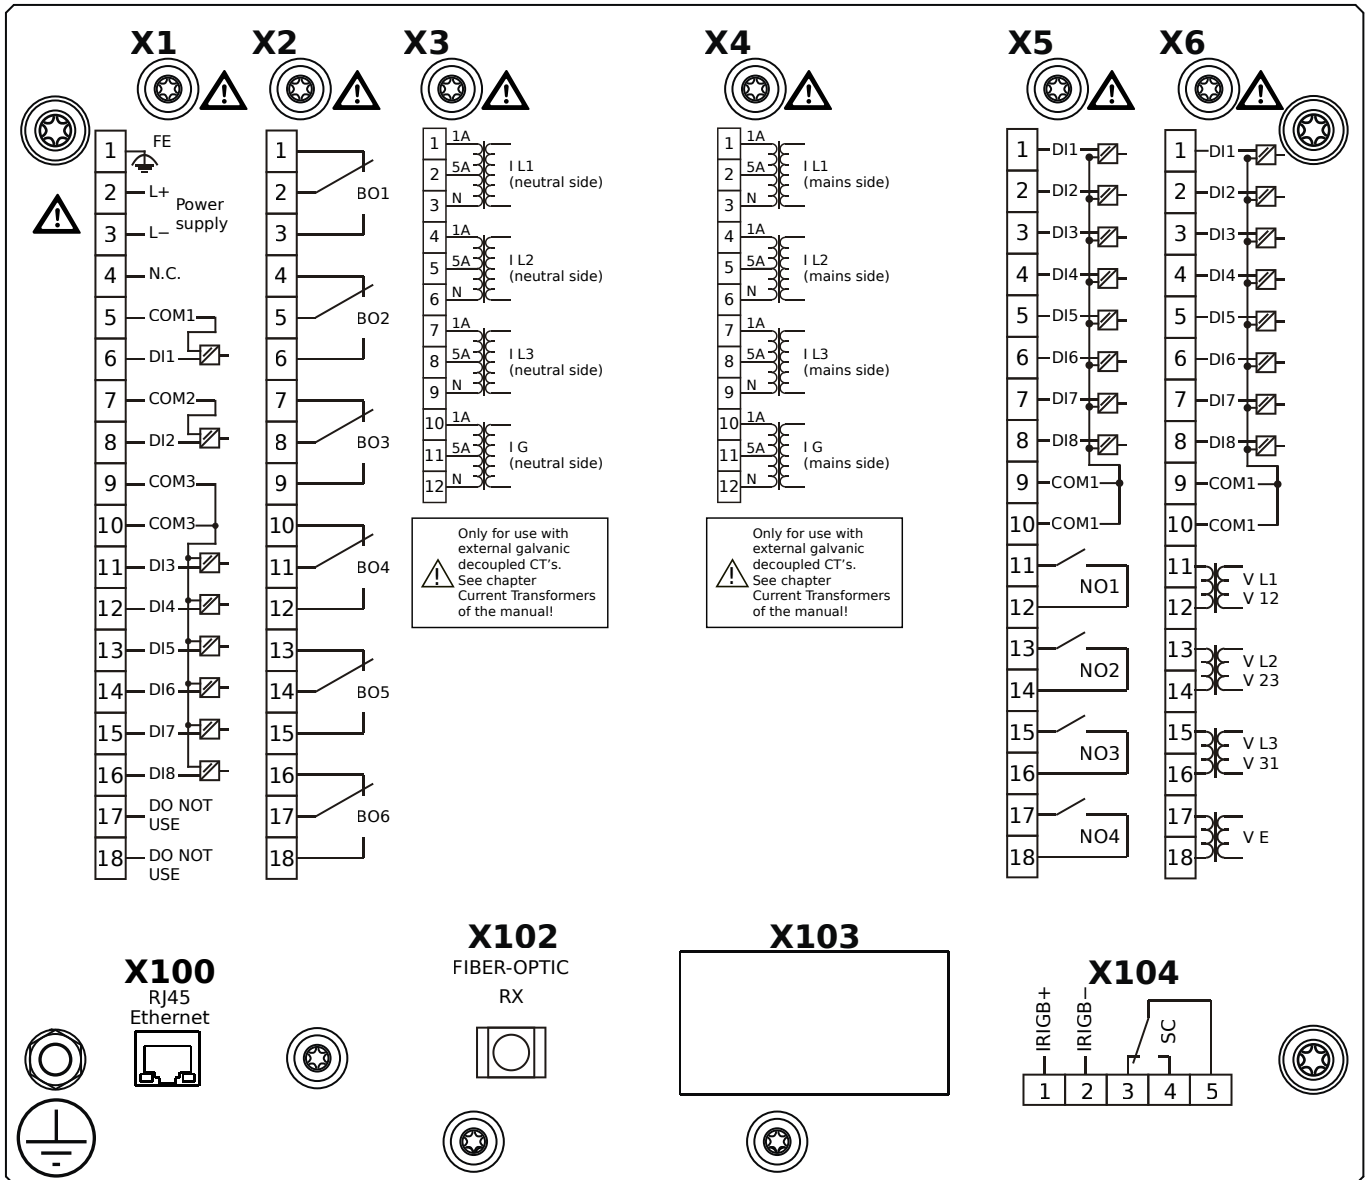 X1
X2
X3
X4
X5
X6
1
FE
2
L+
Power
supply
3
L−
4
N.C.
5
COM1
6
DI1
7
COM2
8
DI2
9
COM3
10
COM3
11
DI3
12
DI4
13
DI5
14
DI6
15
DI7
16
DI8
17
DO NOT
USE
18
DO NOT
USE
1
2
BO1
3
4
5
BO2
6
7
8
BO3
9
10
11
BO4
12
13
14
BO5
15
16
17
BO6
18
1 1A
2 5A
3 N
I L1
(neutral side)
4 1A
5 5A
6 N
I L2
(neutral side)
7 1A
8 5A
9 N
I L3
(neutral side)
10 1A
11 5A
12 N
I G
(neutral side)
Only for use with
external galvanic
decoupled CT's.
See chapter
Current Transformers
of the manual!
1 1A
2 5A
3 N
I L1
(mains side)
4 1A
5 5A
6 N
I L2
(mains side)
7 1A
8 5A
9 N
I L3
(mains side)
10 1A
11 5A
12 N
I G
(mains side)
Only for use with
external galvanic
decoupled CT's.
See chapter
Current Transformers
of the manual!
1 DI1
2 DI2
3 DI3
4 DI4
5 DI5
6 DI6
7 DI7
8 DI8
9 COM1
10 COM1
11
NO1
12
13
NO2
14
15
NO3
16
17
NO4
18
1 DI1
2 DI2
3 DI3
4 DI4
5 DI5
6 DI6
7 DI7
8 DI8
9 COM1
10 COM1
11
V L1
V 12
12
13
V L2
V 23
14
15
V L3
V 31
16
17
V E
18
X100
RJ45
Ethernet
X102
FIBER-OPTIC
RX
X103
X104
IRIGB+
IRIGB−
SC
1 2 3 4 5